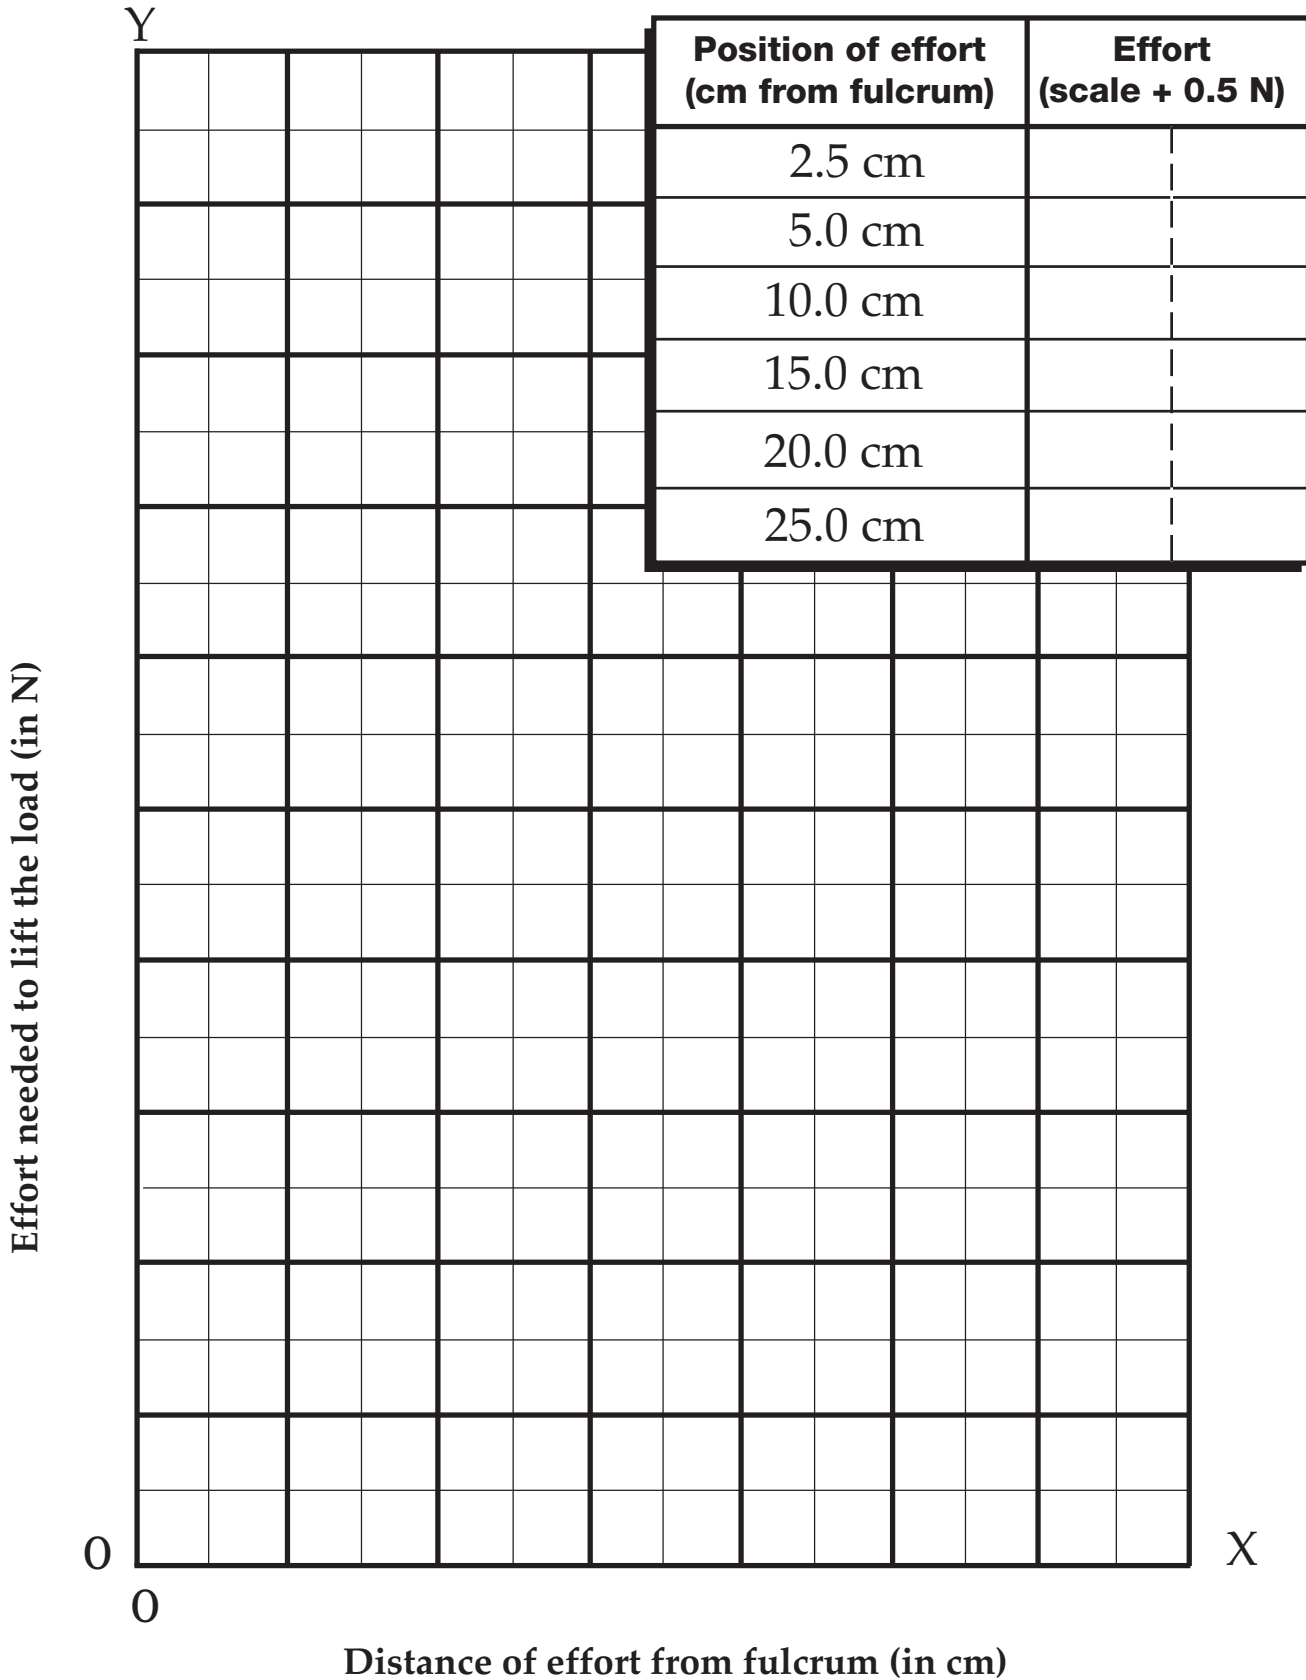 Y
Position of effort
(cm from fulcrum)
Effort
(scale + 0.5 N)
2.5 cm
5.0 cm
10.0 cm
15.0 cm
20.0 cm
25.0 cm
Effort needed to lift the load (in N)
0
X
0
Distance of effort from fulcrum (in cm)